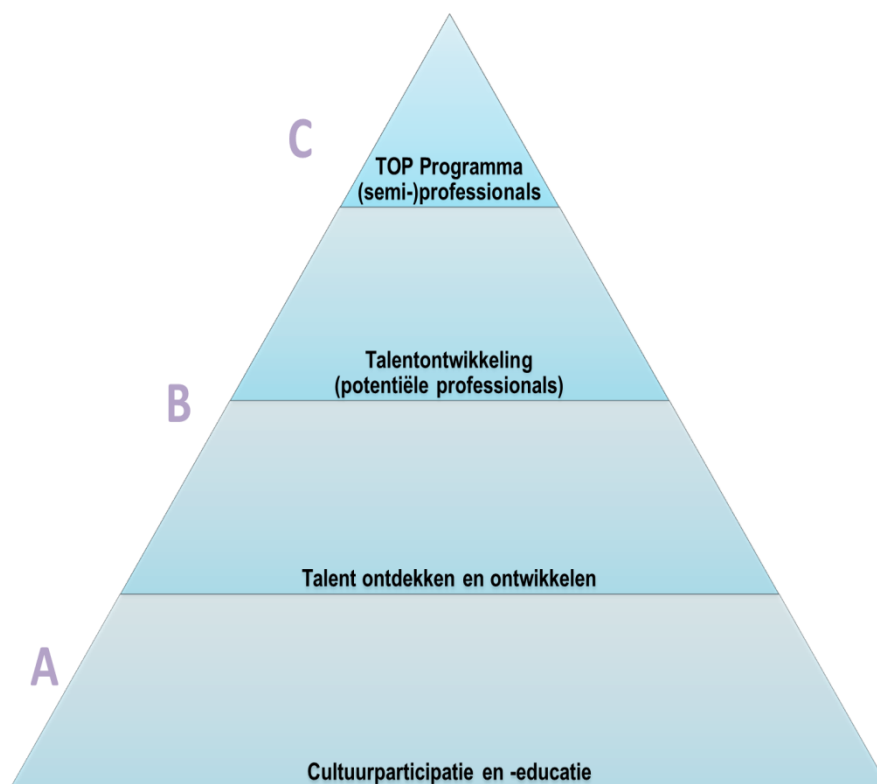 C
TOP Programma
(semi-)professionals
B
Talentontwikkeling
(potentiële professionals)
Talent ontdekken en ontwikkelen
A
Cultuurparticipatie en -educatie